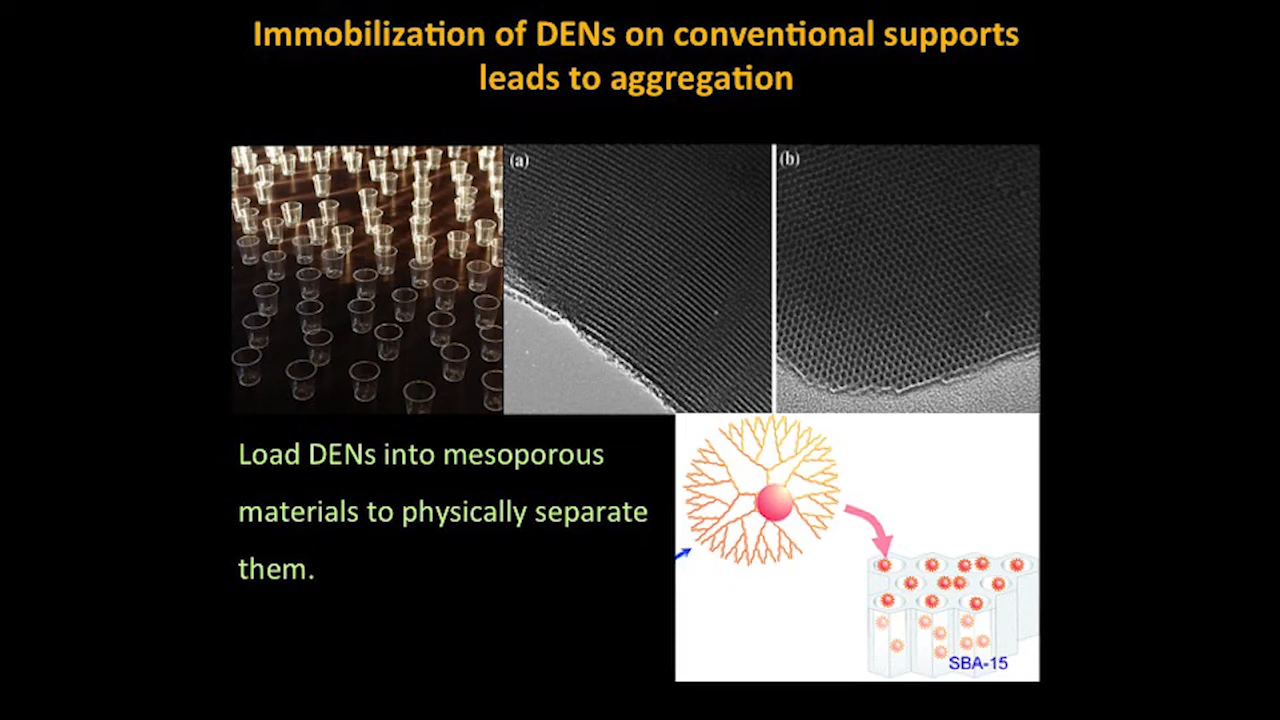 Immobilization of DENs on conventional supports
leads to aggregation
(a)
(b)
Load DENs into mesoporous
materials to physically separate
them.
SBA-15